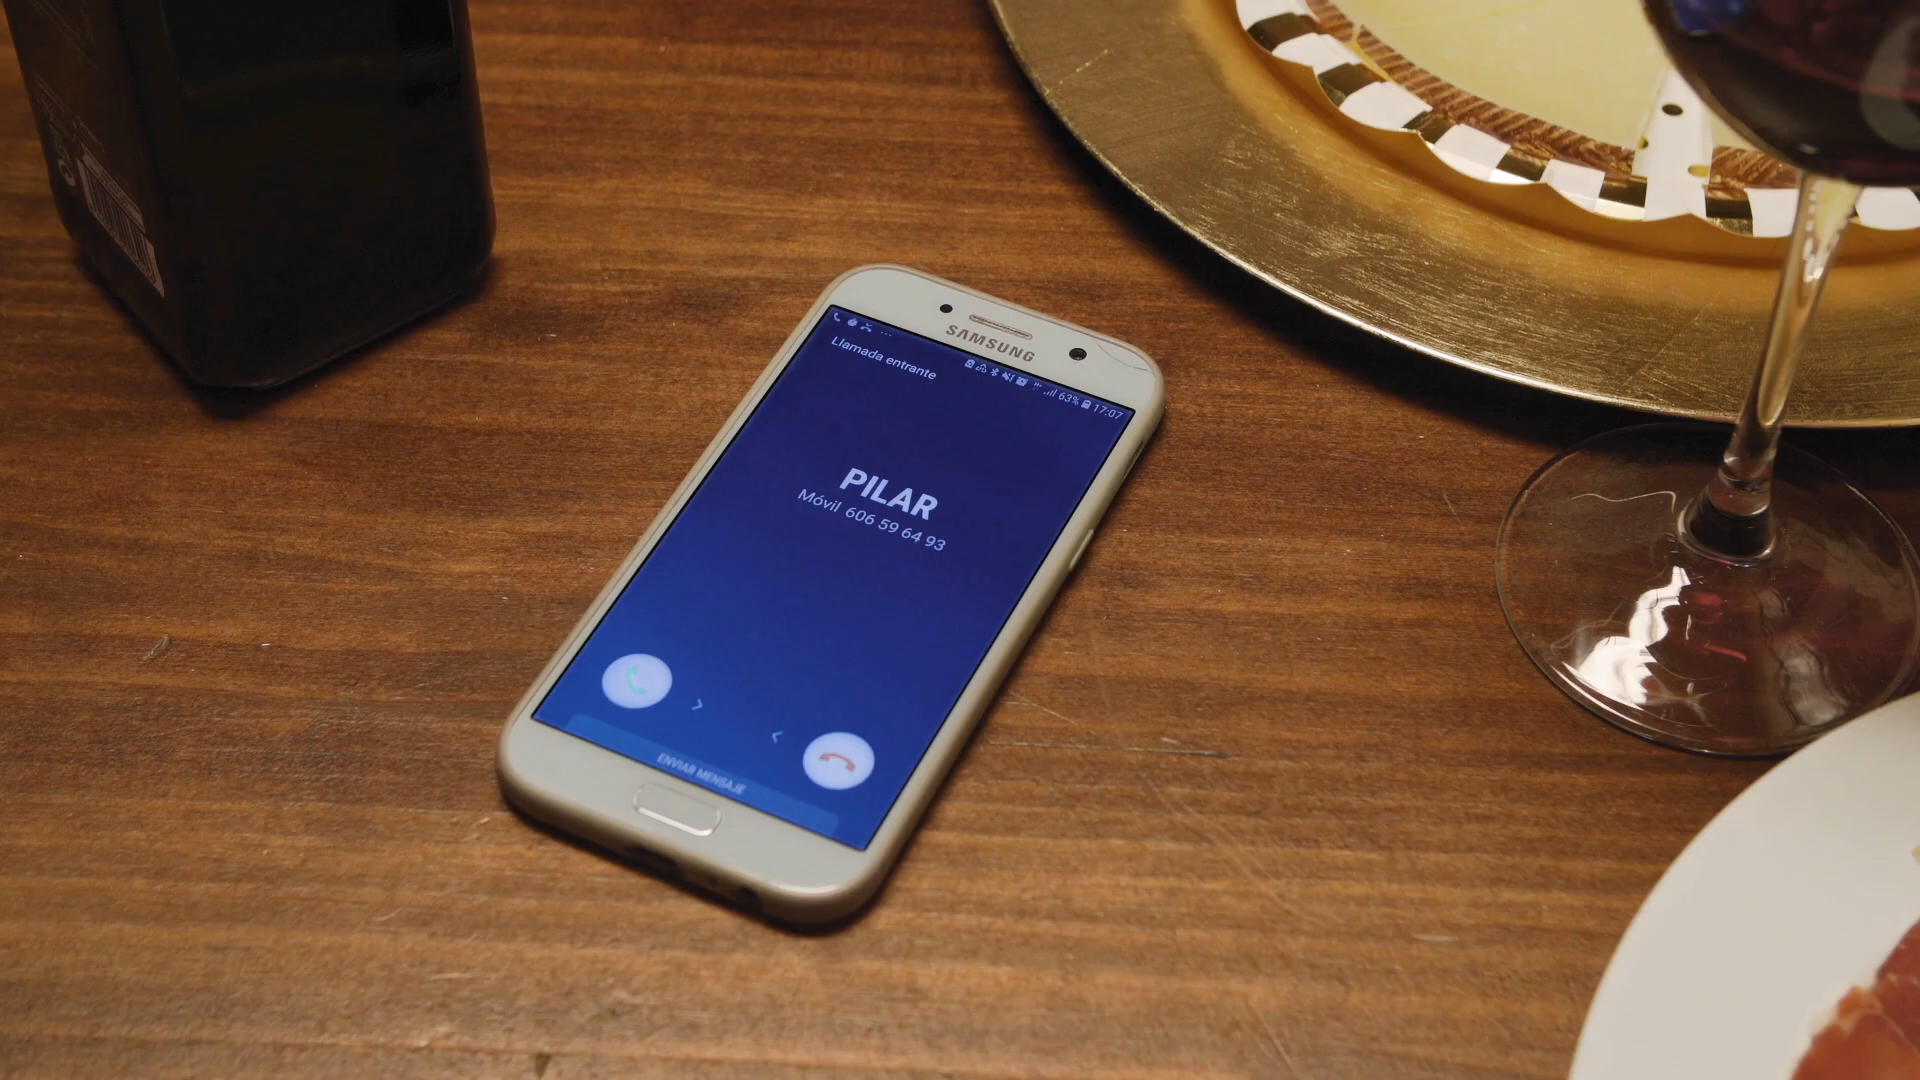 SAMSUNG
63% 17:07
Llamada entrante
PILAR
Móvil 606 59 64 93
ENVIAR MENSAJE